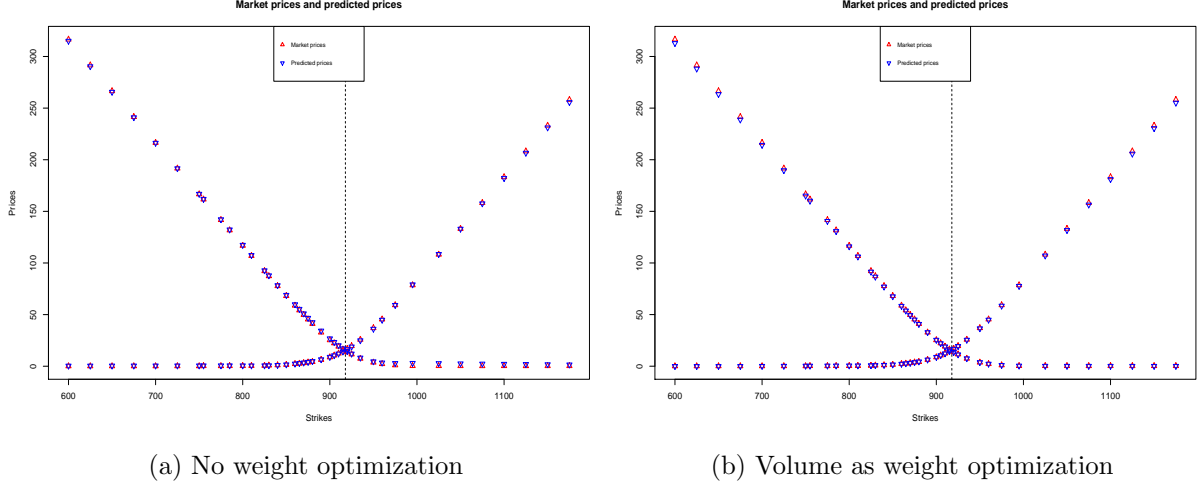 Market prices and predicted prices
Market prices
Predicted prices
Prices
0
50
100
150
200
250
300
600
700
800
900
1000
1100
Strikes
(a) No weight optimization
Market prices and predicted prices
Market prices
Predicted prices
Prices
0
50
100
150
200
250
300
600
700
800
900
1000
1100
Strikes
(b) Volume as weight optimization